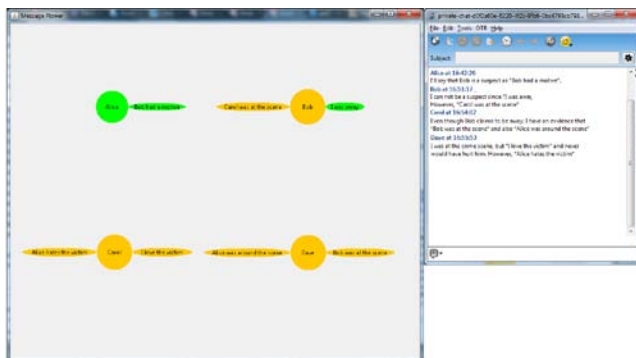 Message Flower
Alice
Bob had a motive
Carol was at the scene
Bob
I was away
Alice hates the victim
Carol
I love the victim
Alice was around the scene
Dave
Bob was at the scene
File Edit Tools OTR Help
Subject:
Alice at 16:42:26
I'll say that Bob is a suspect as "Bob had a motive".
Bob at 16:51:17
I can not be a suspect since "I was away,
However, "Carol was at the scene"
Carol at 16:54:02
Even though Bob claims to be away, I have an evidence that
"Bob was at the scene" and also "Alice was around the scene"
Dave at 16:55:53
I was at the same scene, but "I love the victim" and never
would have hurt him. However, "Alice hates the victim"